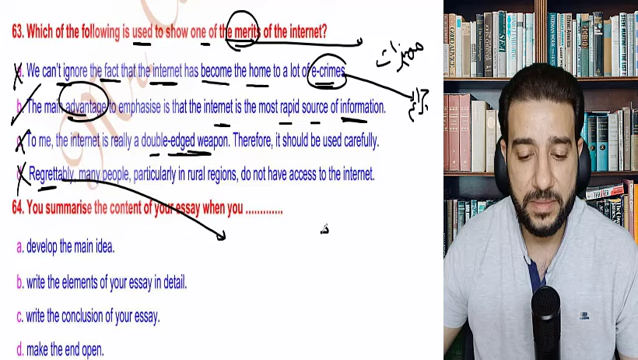 63. Which of the following is used to show one of the merits of the internet?
مميزات
a. We can't ignore the fact that the internet has become the home to a lot of e-crimes.
جرائم
b. The main advantage to emphasise is that the internet is the most rapid source of information.
c. To me, the internet is really a double-edged weapon. Therefore, it should be used carefully.
d. Regrettably, many people, particularly in rural regions, do not have access to the internet.
64. You summarise the content of your essay when you .............
a. develop the main idea.
b. write the elements of your essay in detail.
c. write the conclusion of your essay.
d. make the end open.